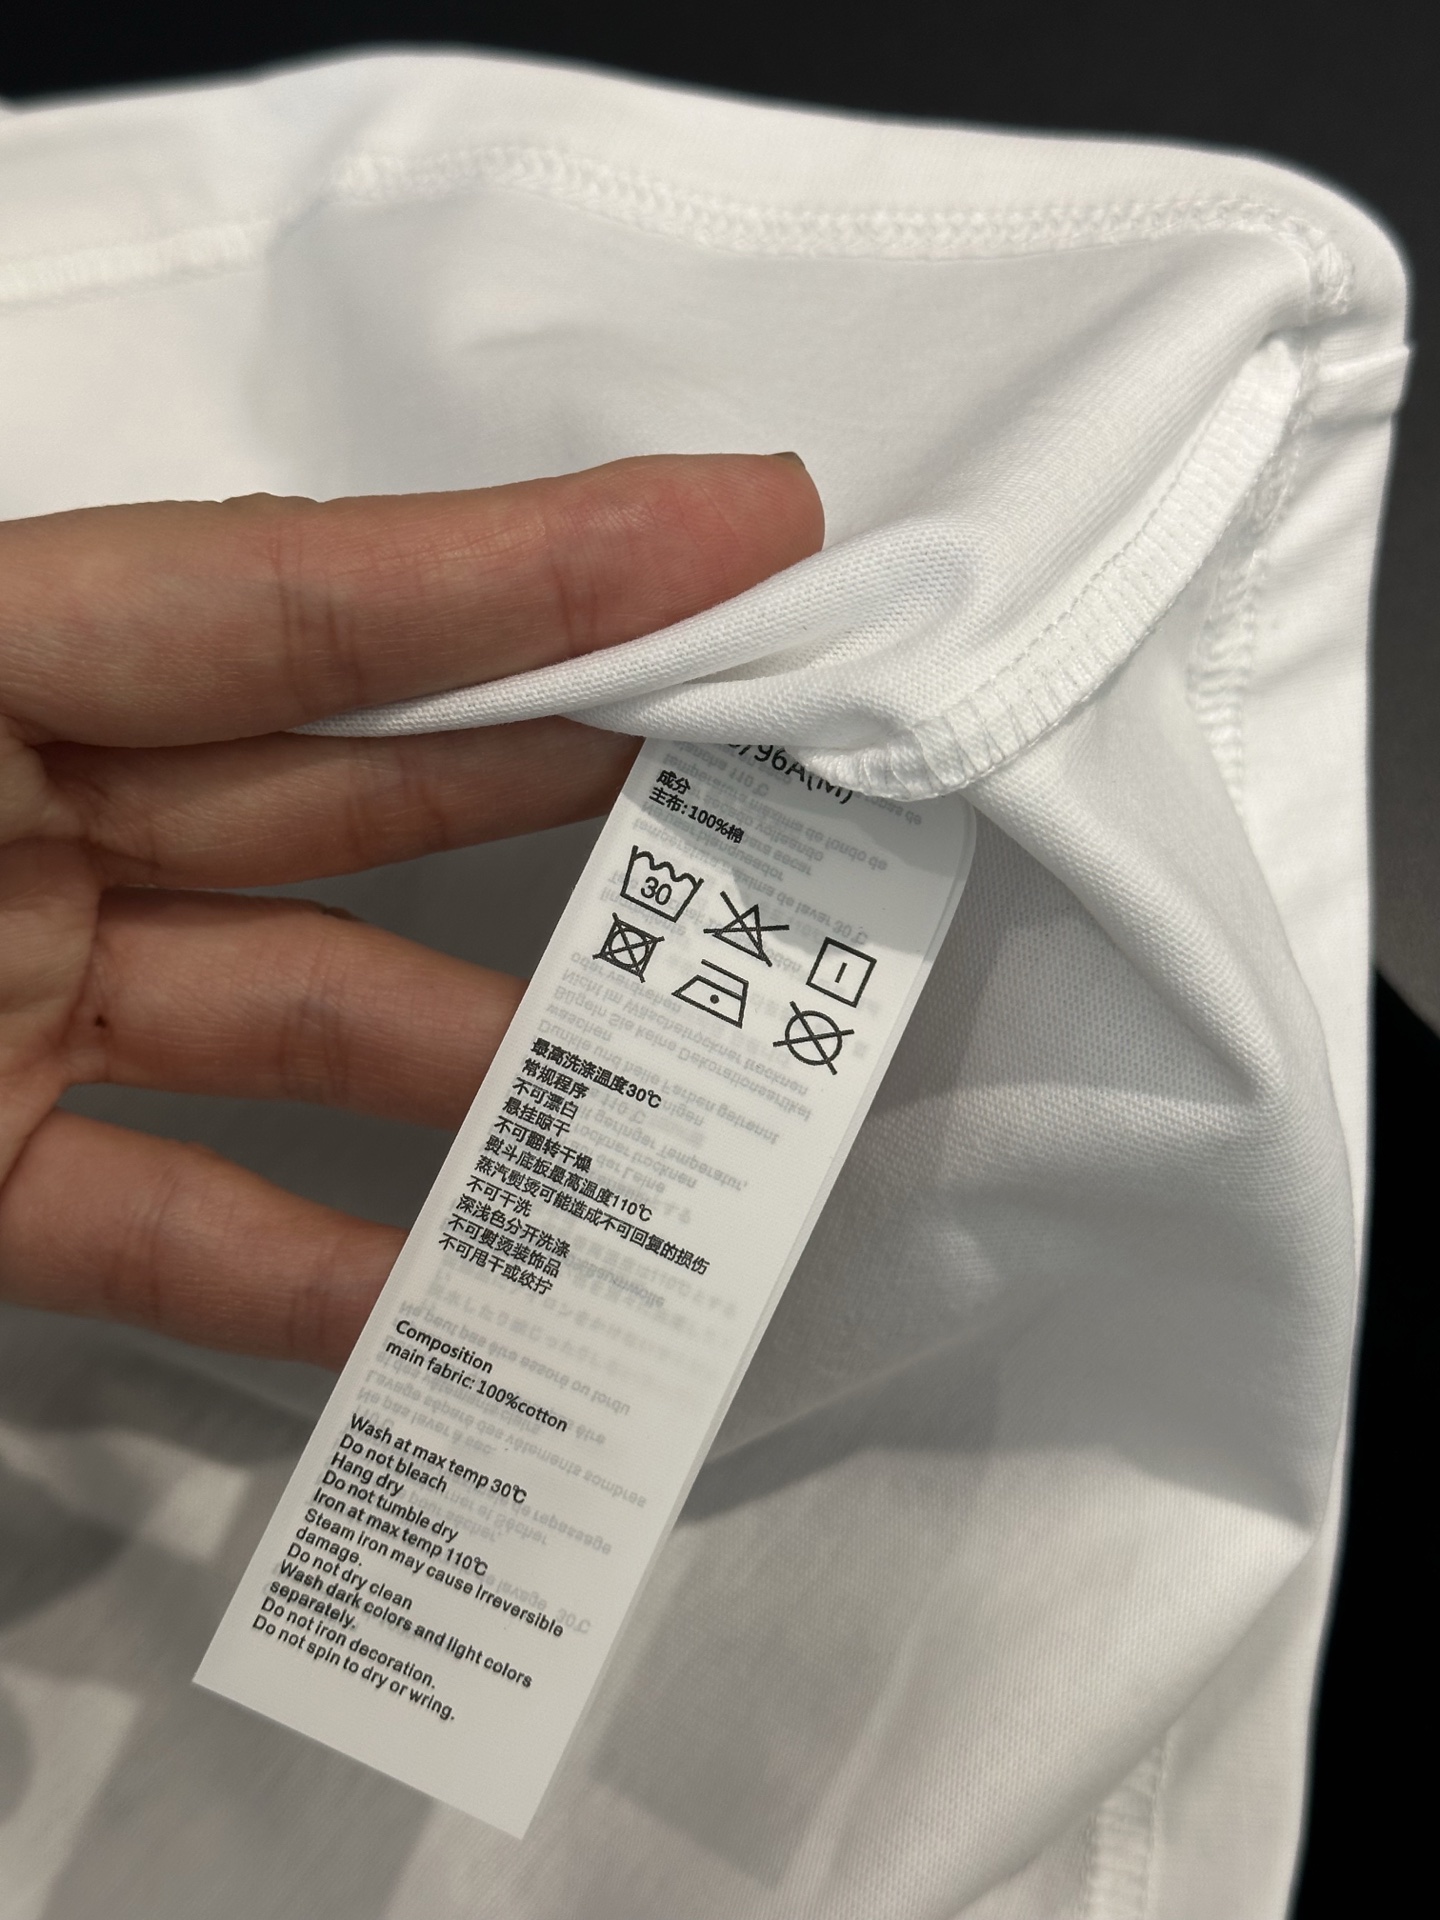 /96A(M)
成分
主布：100%棉
30
最高洗涤温度30℃
常规程序
不可漂白
悬挂晾干
不可翻转干燥
熨斗底板最高温度110℃
蒸汽熨烫可能造成不可回复的损伤
不可干洗
深浅色分开洗涤
不可熨烫装饰品
不可甩干或绞拧
Composition
main fabric: 100%cotton
Wash at max temp 30℃
Do not bleach
Hang dry
Do not tumble dry
Iron at max temp 110℃
Steam iron may cause irreversible
damage.
Do not dry clean
Wash dark colors and light colors
separately.
Do not iron decoration.
Do not spin to dry or wring.